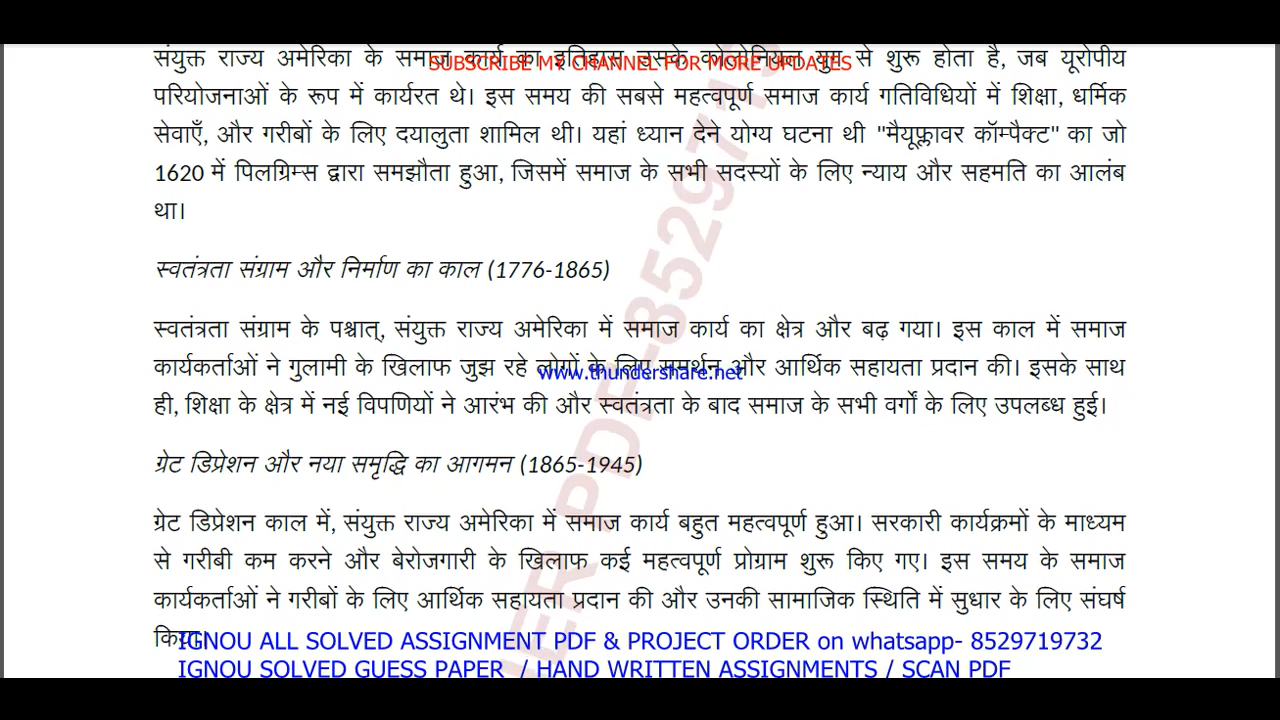 संयुक्त राज्य अमेरिका के समाज कार्य का इतिहास उसके कोलोनियल युग से शुरू होता है, जब यूरोपीय
SUBSCRIBE MY CHANNEL FOR MORE UPDATES
परियोजनाओं के रूप में कार्यरत थे। इस समय की सबसे महत्वपूर्ण समाज कार्य गतिविधियों में शिक्षा, धर्मिक
सेवाएँ, और गरीबों के लिए दयालुता शामिल थी। यहां ध्यान देने योग्य घटना थी "मैयूफ्लावर कॉम्पैक्ट" का जो
1620 में पिलग्रिम्स द्वारा समझौता हुआ, जिसमें समाज के सभी सदस्यों के लिए न्याय और सहमति का आलंब
था।
स्वतंत्रता संग्राम और निर्माण का काल (1776-1865)
स्वतंत्रता संग्राम के पश्चात्, संयुक्त राज्य अमेरिका में समाज कार्य का क्षेत्र और बढ़ गया। इस काल में समाज
कार्यकर्ताओं ने गुलामी के खिलाफ जुझ रहे लोगों के लिए समर्थन और आर्थिक सहायता प्रदान की। इसके साथ
www.thundershare.net
ही, शिक्षा के क्षेत्र में नई विपणियों ने आरंभ की और स्वतंत्रता के बाद समाज के सभी वर्गों के लिए उपलब्ध हुई।
ग्रेट डिप्रेशन और नया समृद्धि का आगमन (1865-1945)
ग्रेट डिप्रेशन काल में, संयुक्त राज्य अमेरिका में समाज कार्य बहुत महत्वपूर्ण हुआ। सरकारी कार्यक्रमों के माध्यम
से गरीबी कम करने और बेरोजगारी के खिलाफ कई महत्वपूर्ण प्रोग्राम शुरू किए गए। इस समय के समाज
कार्यकर्ताओं ने गरीबों के लिए आर्थिक सहायता प्रदान की और उनकी सामाजिक स्थिति में सुधार के लिए संघर्ष
किया।
IGNOU ALL SOLVED ASSIGNMENT PDF & PROJECT ORDER on whatsapp- 8529719732
IGNOU SOLVED GUESS PAPER / HAND WRITTEN ASSIGNMENTS / SCAN PDF